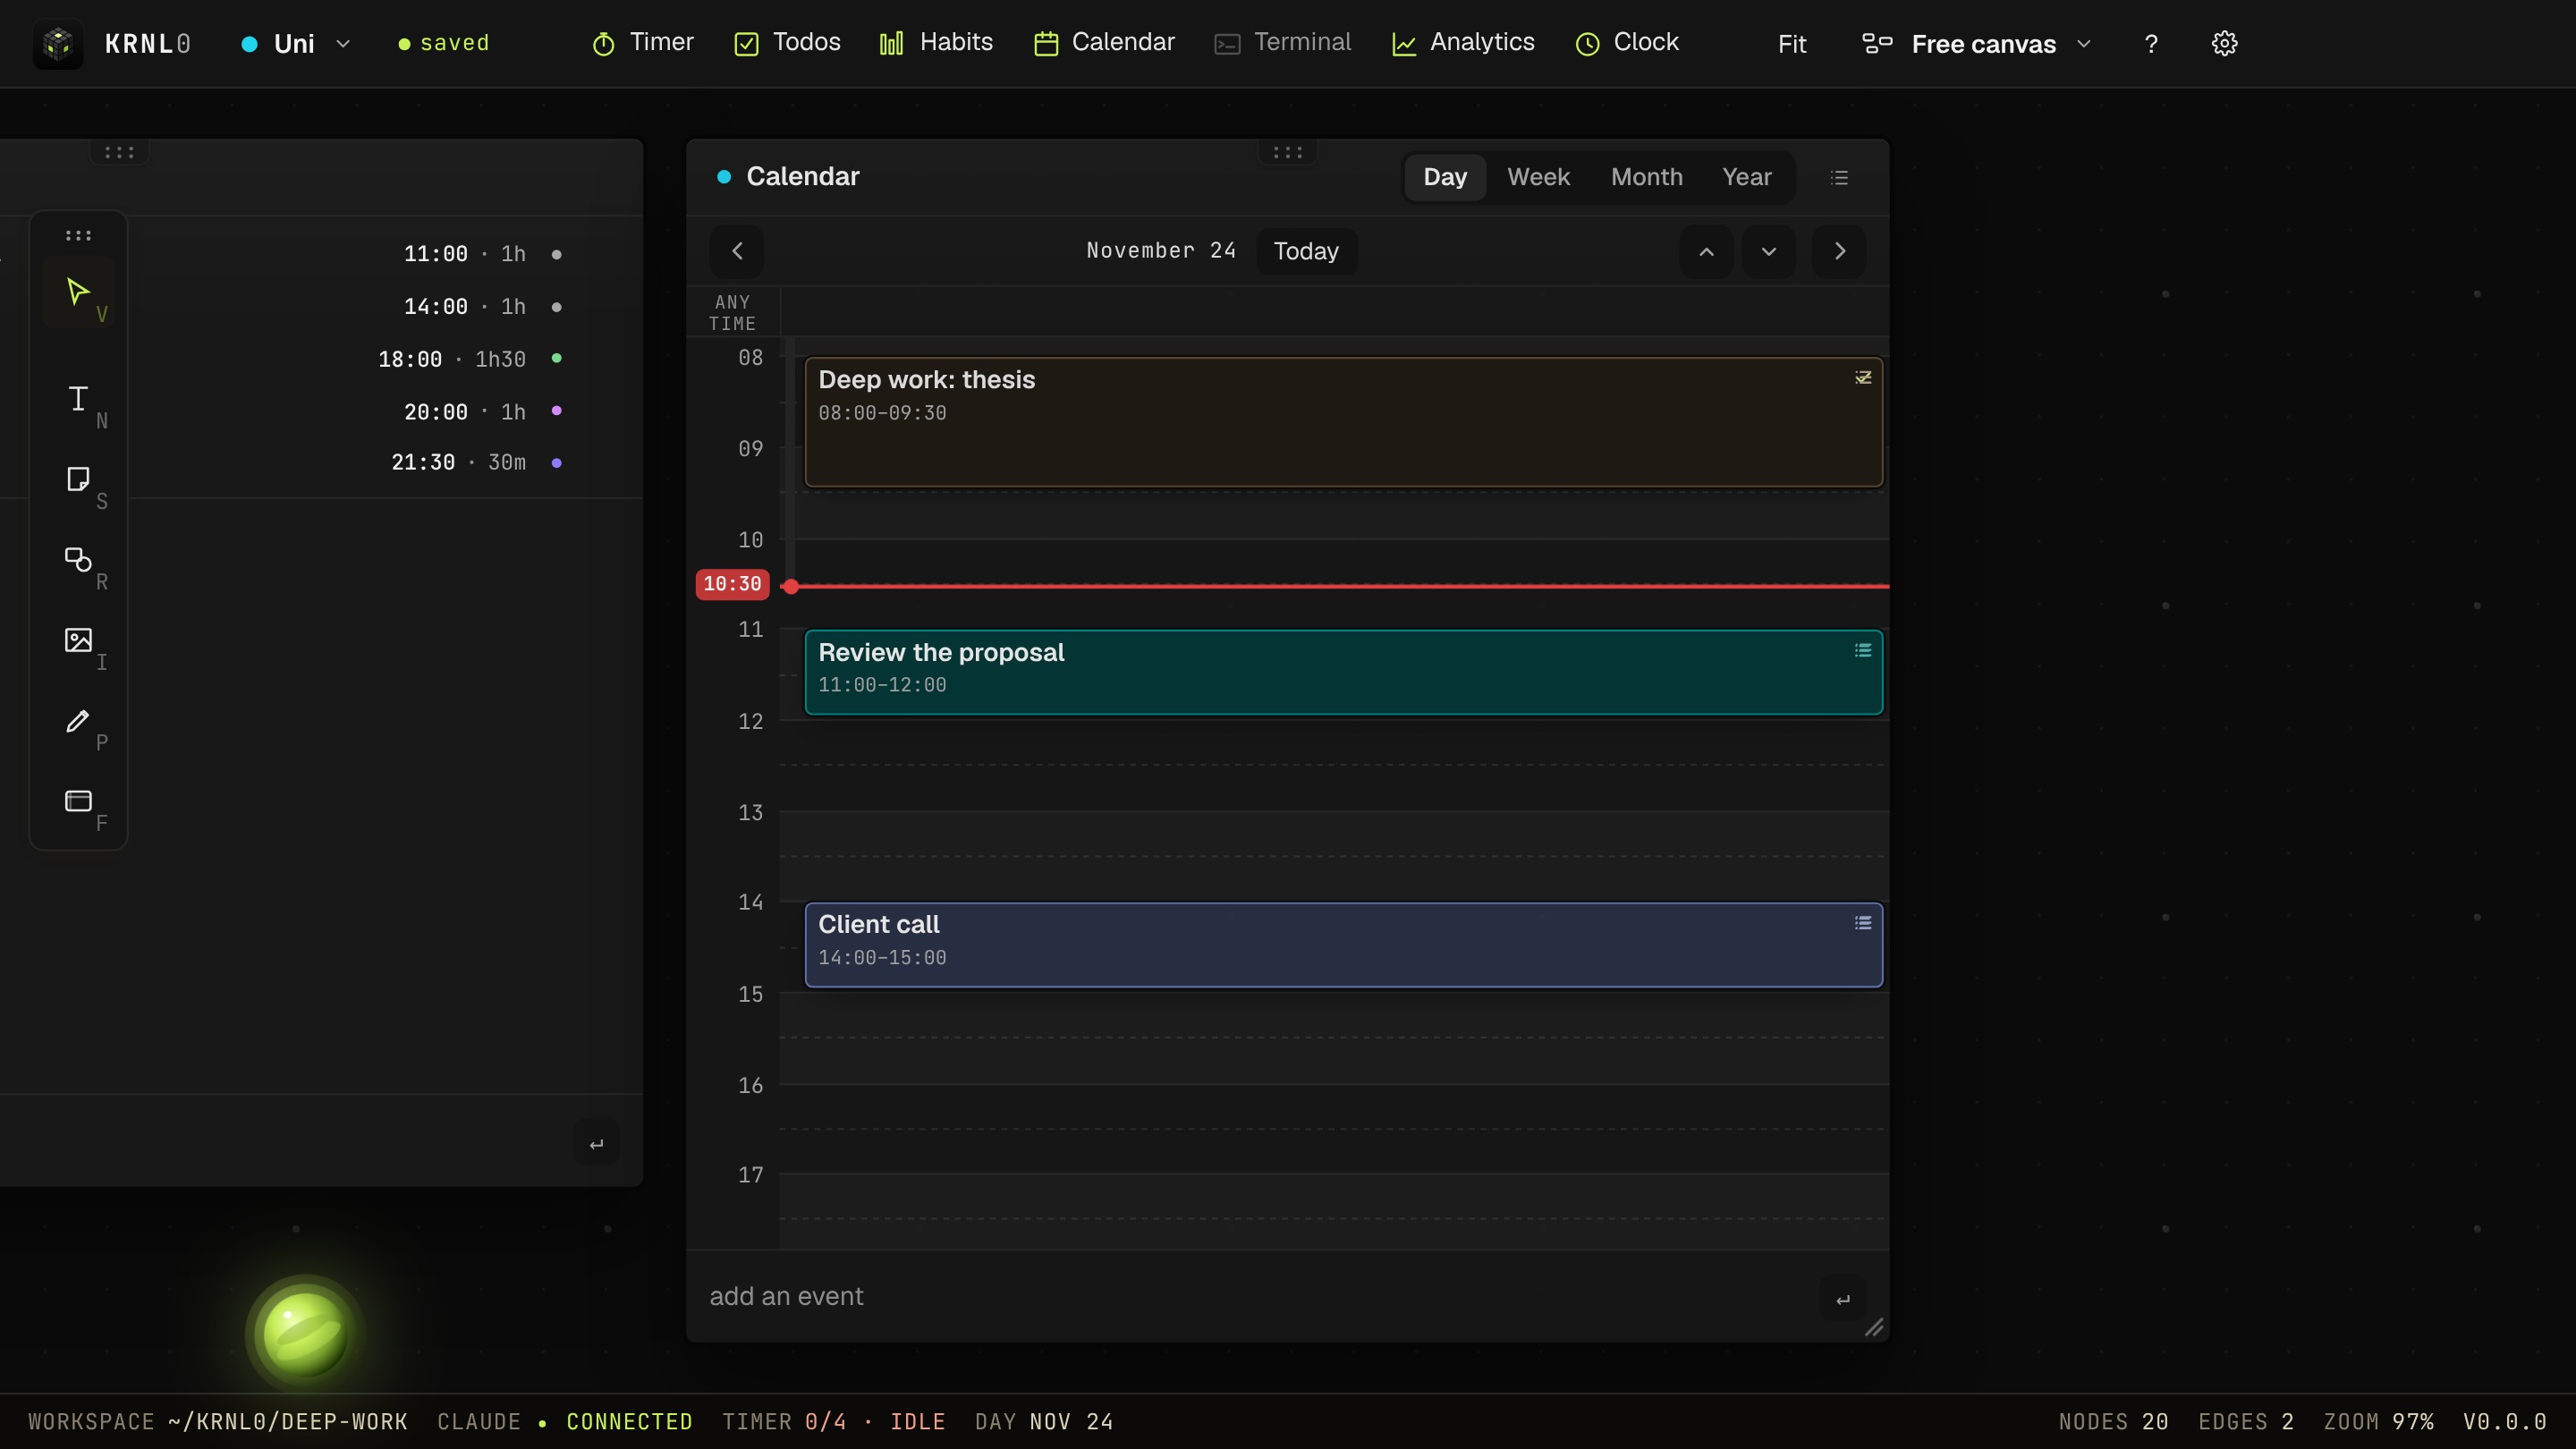 KRNL0 Uni saved Timer Todos Habits Calendar Terminal Analytics Clock Fit Free canvas ?
V
N
S
R
I
P
F
11:00 · 1h
14:00 · 1h
18:00 · 1h30
20:00 · 1h
21:30 · 30m
Calendar Day Week Month Year
November 24 Today
ANY
TIME
08
Deep work: thesis
08:00–09:30
09
10
10:30
11
Review the proposal
11:00–12:00
12
13
14
Client call
14:00–15:00
15
16
17
add an event
WORKSPACE ~/KRNL0/DEEP-WORK CLAUDE • CONNECTED TIMER 0/4 · IDLE DAY NOV 24 NODES 20 EDGES 2 ZOOM 97% V0.0.0